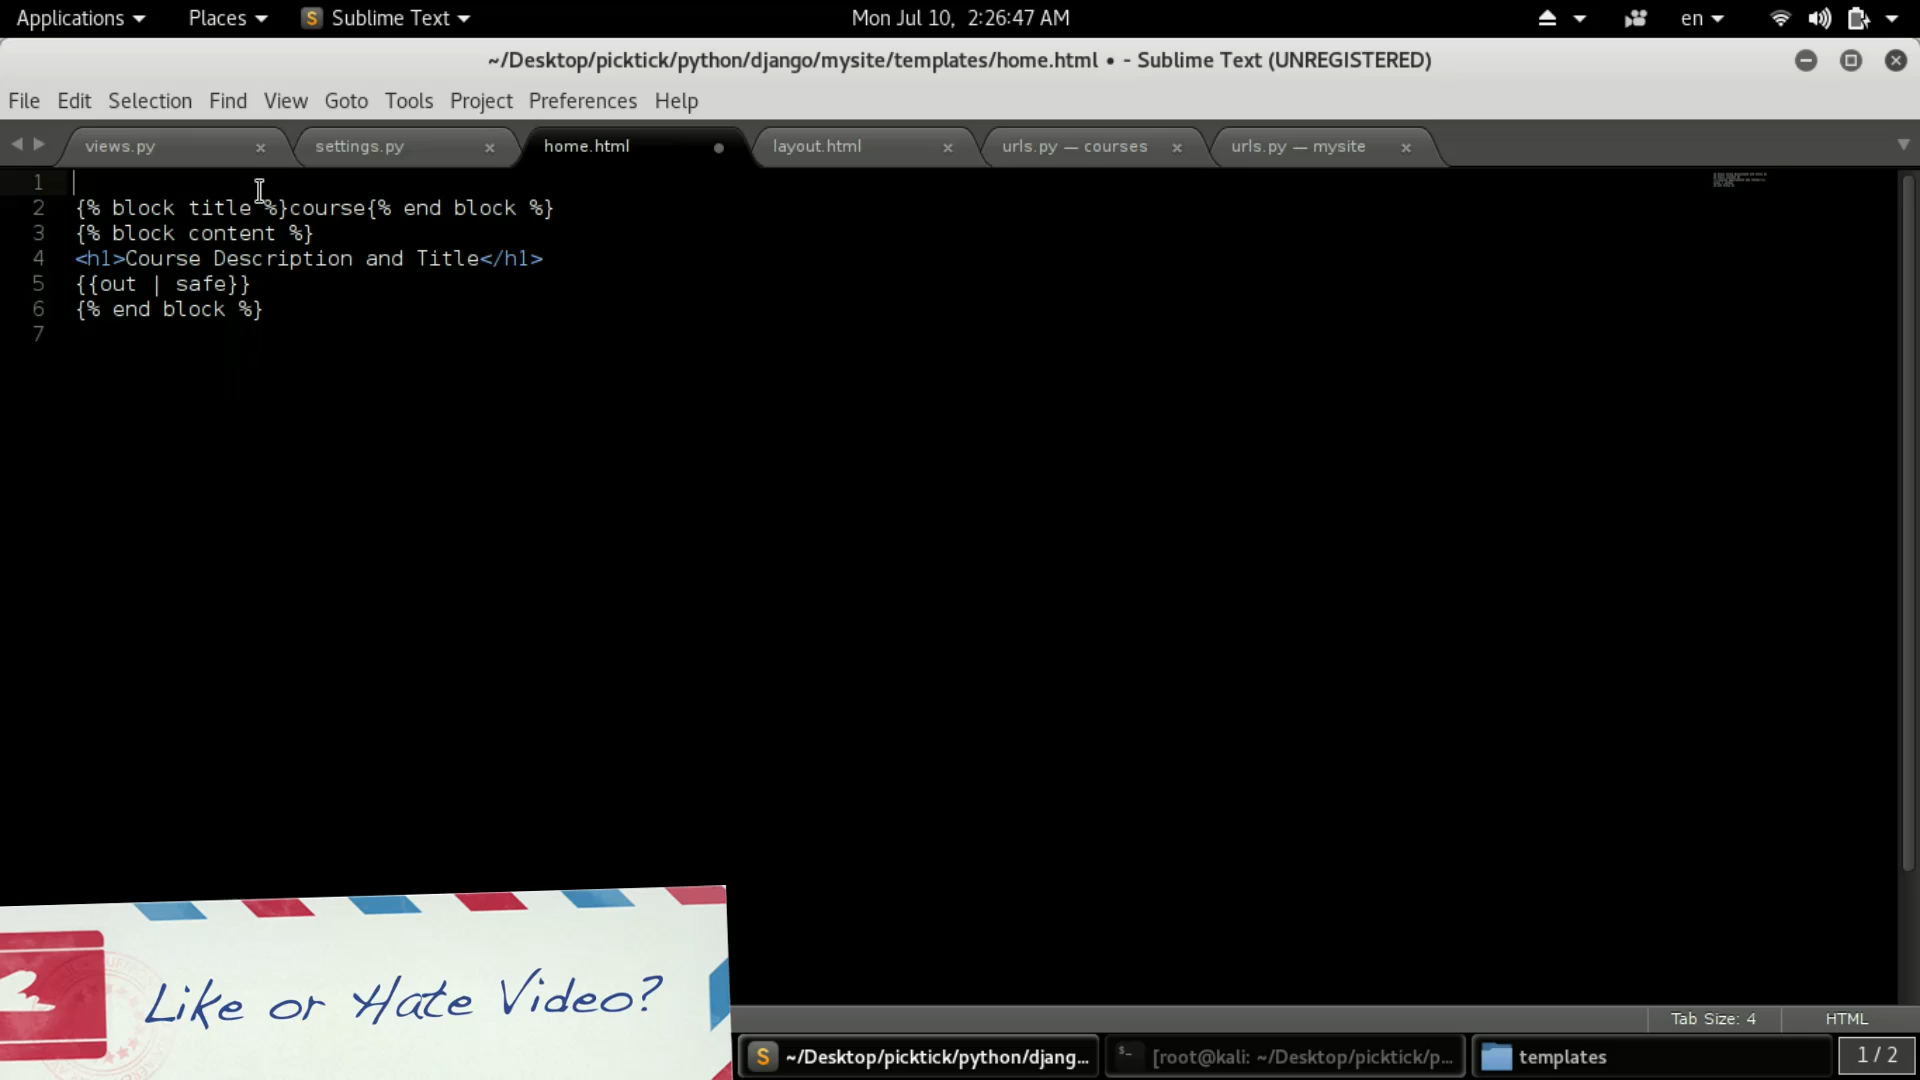 Applications Places Sublime Text Mon Jul 10, 2:26:47 AM en
~/Desktop/picktick/python/django/mysite/templates/home.html • - Sublime Text (UNREGISTERED)
File Edit Selection Find View Goto Tools Project Preferences Help
views.py settings.py home.html layout.html urls.py — courses urls.py — mysite
1
2 {% block title %}course{% end block %}
3 {% block content %}
4 <h1>Course Description and Title</h1>
5 {{out | safe}}
6 {% end block %}
7
Like or Hate Video?
Tab Size: 4 HTML
~/Desktop/picktick/python/djang... [root@kali: ~/Desktop/picktick/p... templates 1 / 2